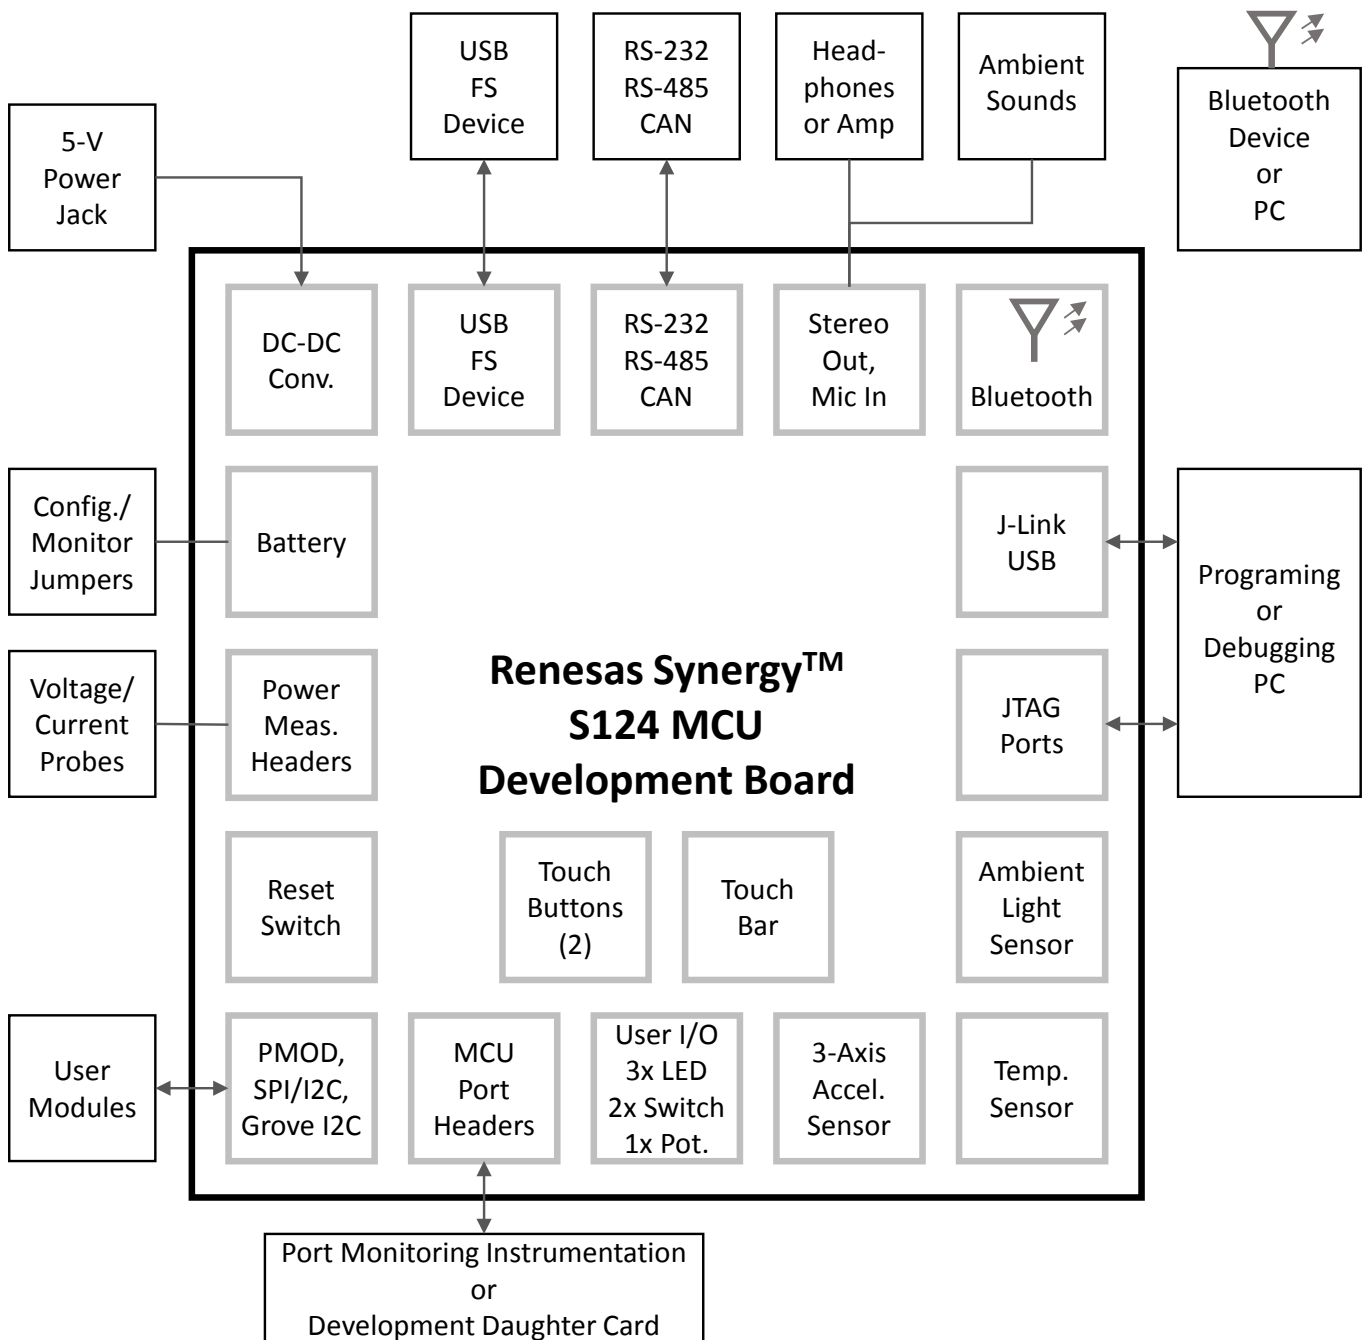 USB
FS
Device
RS-232
RS-485
CAN
Head-
phones
or Amp
Ambient
Sounds
Bluetooth
Device
or
PC
5-V
Power
Jack
DC-DC
Conv.
USB
FS
Device
RS-232
RS-485
CAN
Stereo
Out,
Mic In
Bluetooth
Config./
Monitor
Jumpers
Battery
J-Link
USB
Programing
or
Debugging
PC
Voltage/
Current
Probes
Power
Meas.
Headers
Renesas Synergy™
S124 MCU
Development Board
JTAG
Ports
Reset
Switch
Touch
Buttons
(2)
Touch
Bar
Ambient
Light
Sensor
User
Modules
PMOD,
SPI/I2C,
Grove I2C
MCU
Port
Headers
User I/O
3x LED
2x Switch
1x Pot.
3-Axis
Accel.
Sensor
Temp.
Sensor
Port Monitoring Instrumentation
or
Development Daughter Card